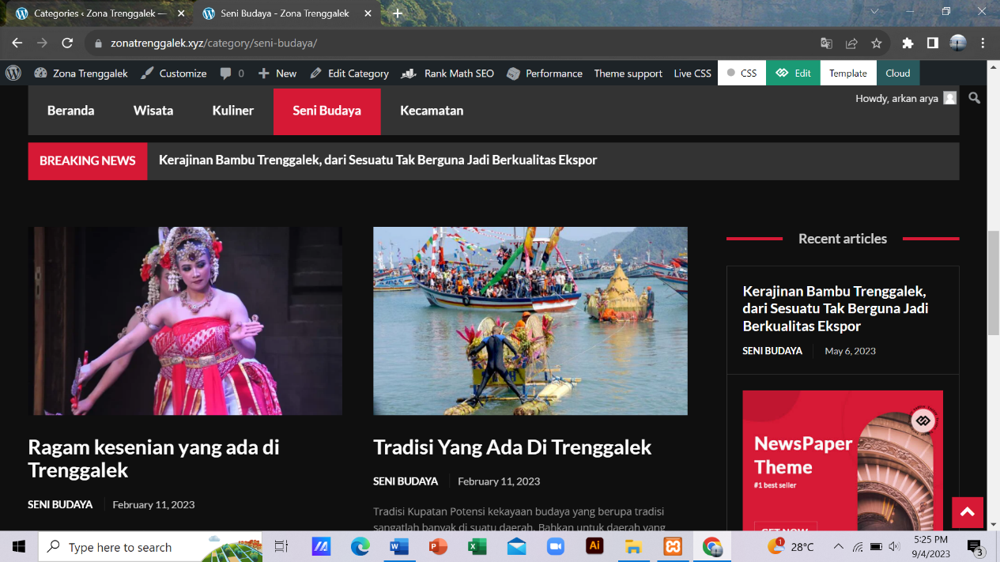 Categories ‹ Zona Trenggalek —
Seni Budaya - Zona Trenggalek
zonatrenggalek.xyz/category/seni-budaya/
Zona Trenggalek
Customize
0
New
Edit Category
Rank Math SEO
Performance
Theme support
Live CSS
CSS
Edit
Template
Cloud
Howdy, arkan arya
Beranda
Wisata
Kuliner
Seni Budaya
Kecamatan
BREAKING NEWS
Kerajinan Bambu Trenggalek, dari Sesuatu Tak Berguna Jadi Berkualitas Ekspor
Ragam kesenian yang ada di
Trenggalek
SENI BUDAYA
February 11, 2023
Tradisi Yang Ada Di Trenggalek
SENI BUDAYA
February 11, 2023
Tradisi Kupatan Potensi kekayaan budaya yang berupa tradisi
sangatlah banyak di suatu daerah. Bahkan untuk daerah yang
Recent articles
Kerajinan Bambu Trenggalek,
dari Sesuatu Tak Berguna Jadi
Berkualitas Ekspor
SENI BUDAYA
May 6, 2023
NewsPaper
Theme
#1 best seller
GET NOW
Type here to search
1
28°C
5:25 PM
9/4/2023
3